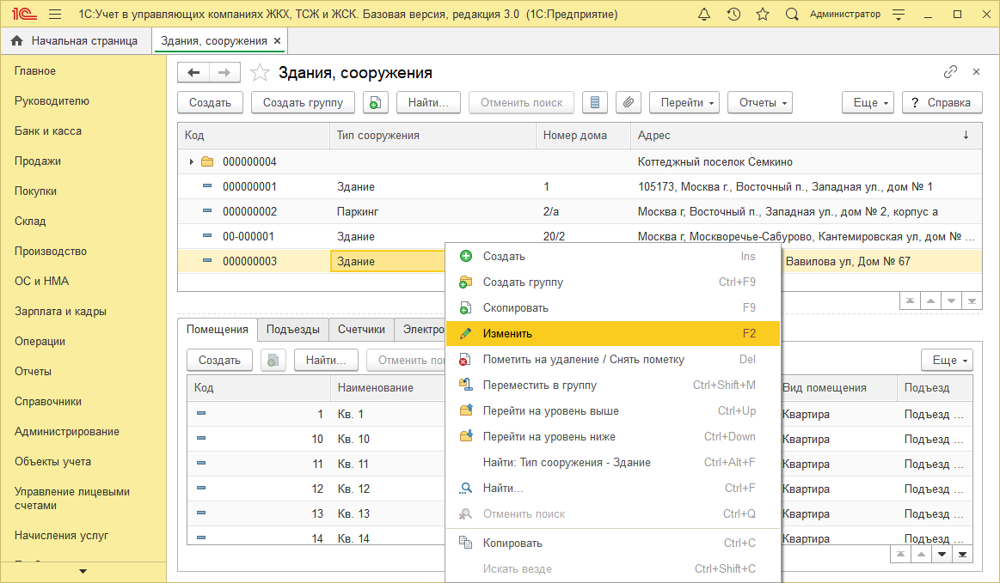 1С:Учет в управляющих компаниях ЖКХ, ТСЖ и ЖСК. Базовая версия, редакция 3.0 (1С:Предприятие)
Администратор
Начальная страница
Здания, сооружения ×
Главное
Руководителю
Банк и касса
Продажи
Покупки
Склад
Производство
ОС и НМА
Зарплата и кадры
Операции
Отчеты
Справочники
Администрирование
Объекты учета
Управление лицевыми
счетами
Начисления услуг
Здания, сооружения
Создать Создать группу Найти... Отменить поиск Перейти Отчеты Еще ? Справка
Код Тип сооружения Номер дома Адрес ↓
000000004 Коттеджный поселок Семкино
000000001 Здание 1 105173, Москва г., Восточный п., Западная ул., дом № 1
000000002 Паркинг 2/а Москва г, Восточный п., Западная ул., дом № 2, корпус а
00-000001 Здание 20/2 Москва г, Москворечье-Сабурово, Кантемировская ул, дом № ...
000000003 Здание Вавилова ул, Дом № 67
Создать Ins
Создать группу Ctrl+F9
Скопировать F9
Изменить F2
Пометить на удаление / Снять пометку Del
Переместить в группу Ctrl+Shift+M
Перейти на уровень выше Ctrl+Up
Перейти на уровень ниже Ctrl+Down
Найти: Тип сооружения - Здание Ctrl+Alt+F
Найти... Ctrl+F
Отменить поиск Ctrl+Q
Копировать Ctrl+C
Искать везде Ctrl+Shift+C
Помещения Подъезды Счетчики Электро
Создать Найти... Отменить Еще
Код Наименование Вид помещения Подъезд
1 Кв. 1 Квартира Подъезд ...
10 Кв. 10 Квартира Подъезд ...
11 Кв. 11 Квартира Подъезд ...
12 Кв. 12 Квартира Подъезд ...
13 Кв. 13 Квартира Подъезд ...
14 Кв. 14 Квартира Подъезд ...